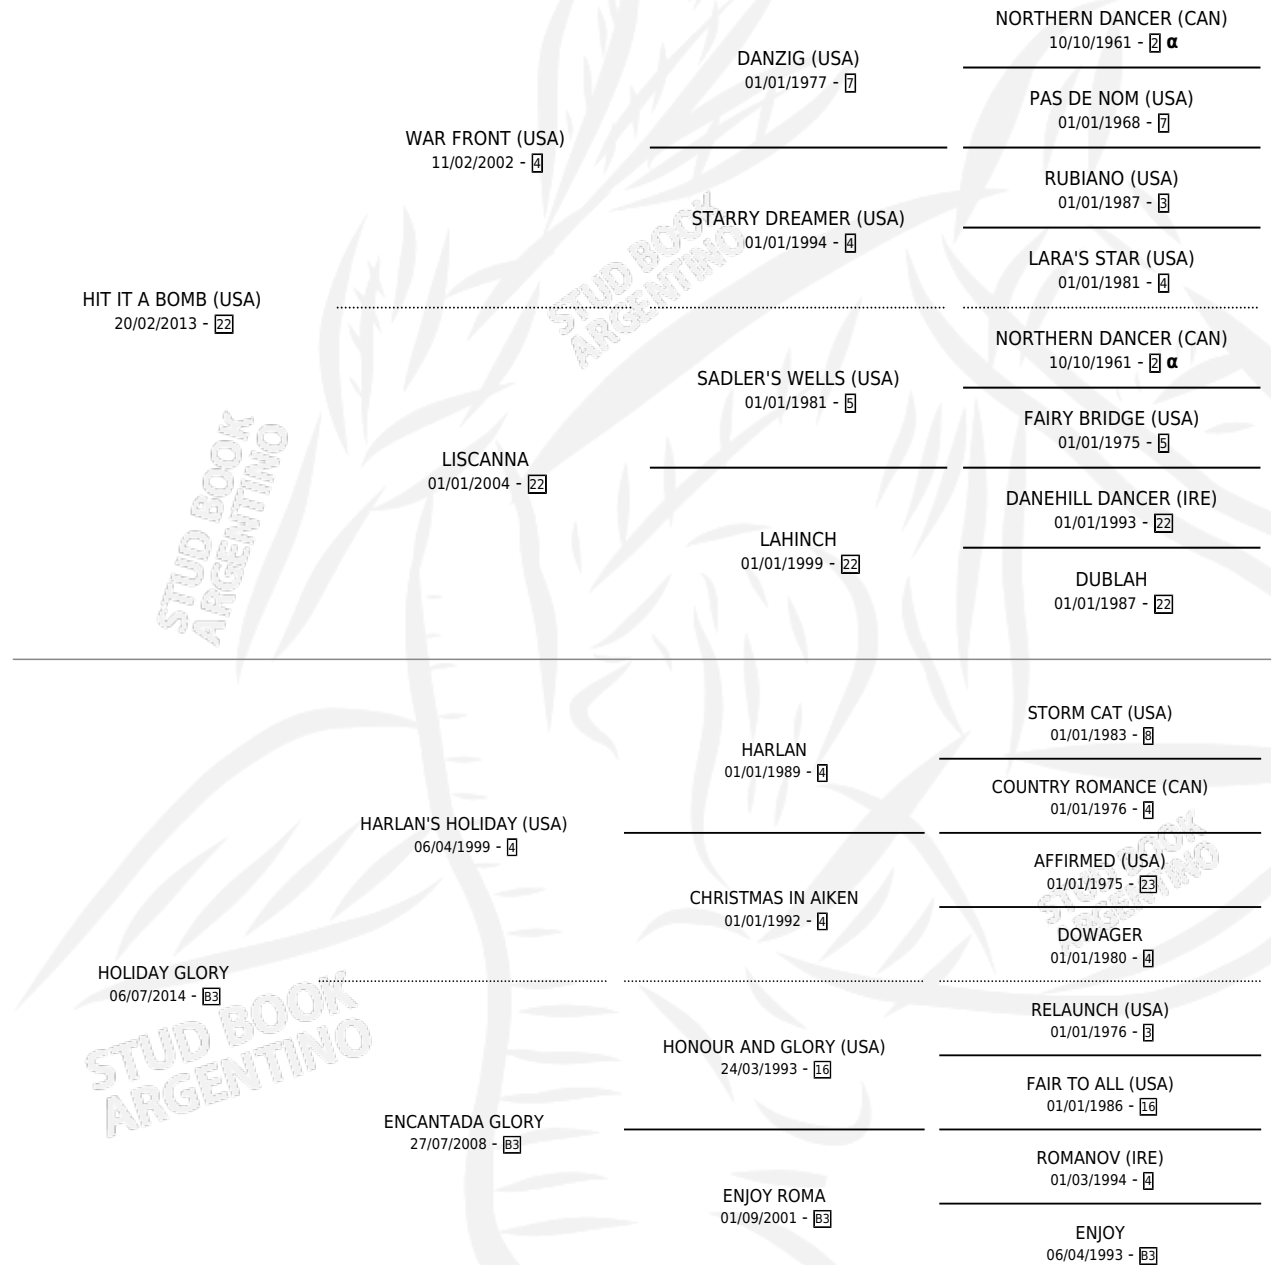 NORTHERN DANCER (CAN)
10/10/1961 - 2 α
DANZIG (USA)
01/01/1977 - 7
PAS DE NOM (USA)
01/01/1968 - 7
WAR FRONT (USA)
11/02/2002 - 4
RUBIANO (USA)
01/01/1987 - 3
STARRY DREAMER (USA)
01/01/1994 - 4
LARA'S STAR (USA)
01/01/1981 - 4
HIT IT A BOMB (USA)
20/02/2013 - 22
NORTHERN DANCER (CAN)
10/10/1961 - 2 α
SADLER'S WELLS (USA)
01/01/1981 - 5
FAIRY BRIDGE (USA)
01/01/1975 - 5
LISCANNA
01/01/2004 - 22
DANEHILL DANCER (IRE)
01/01/1993 - 22
LAHINCH
01/01/1999 - 22
DUBLAH
01/01/1987 - 22
STORM CAT (USA)
01/01/1983 - 8
HARLAN
01/01/1989 - 4
COUNTRY ROMANCE (CAN)
01/01/1976 - 4
HARLAN'S HOLIDAY (USA)
06/04/1999 - 4
AFFIRMED (USA)
01/01/1975 - 23
CHRISTMAS IN AIKEN
01/01/1992 - 4
DOWAGER
01/01/1980 - 4
HOLIDAY GLORY
06/07/2014 - B3
RELAUNCH (USA)
01/01/1976 - 3
HONOUR AND GLORY (USA)
24/03/1993 - 16
FAIR TO ALL (USA)
01/01/1986 - 16
ENCANTADA GLORY
27/07/2008 - B3
ROMANOV (IRE)
01/03/1994 - 4
ENJOY ROMA
01/09/2001 - B3
ENJOY
06/04/1993 - B3
STUD BOOK
ARGENTINO
STUD BOOK
ARGENTINO
STUD BOOK
ARGENTINO
STUD BOOK
ARGENTINO